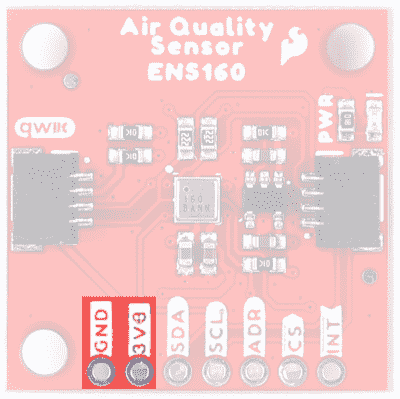 Air Quality
Sensor
ENS160
qwiic
PWR
GND
3V3
SDA
SCL
ADR
CS
INT